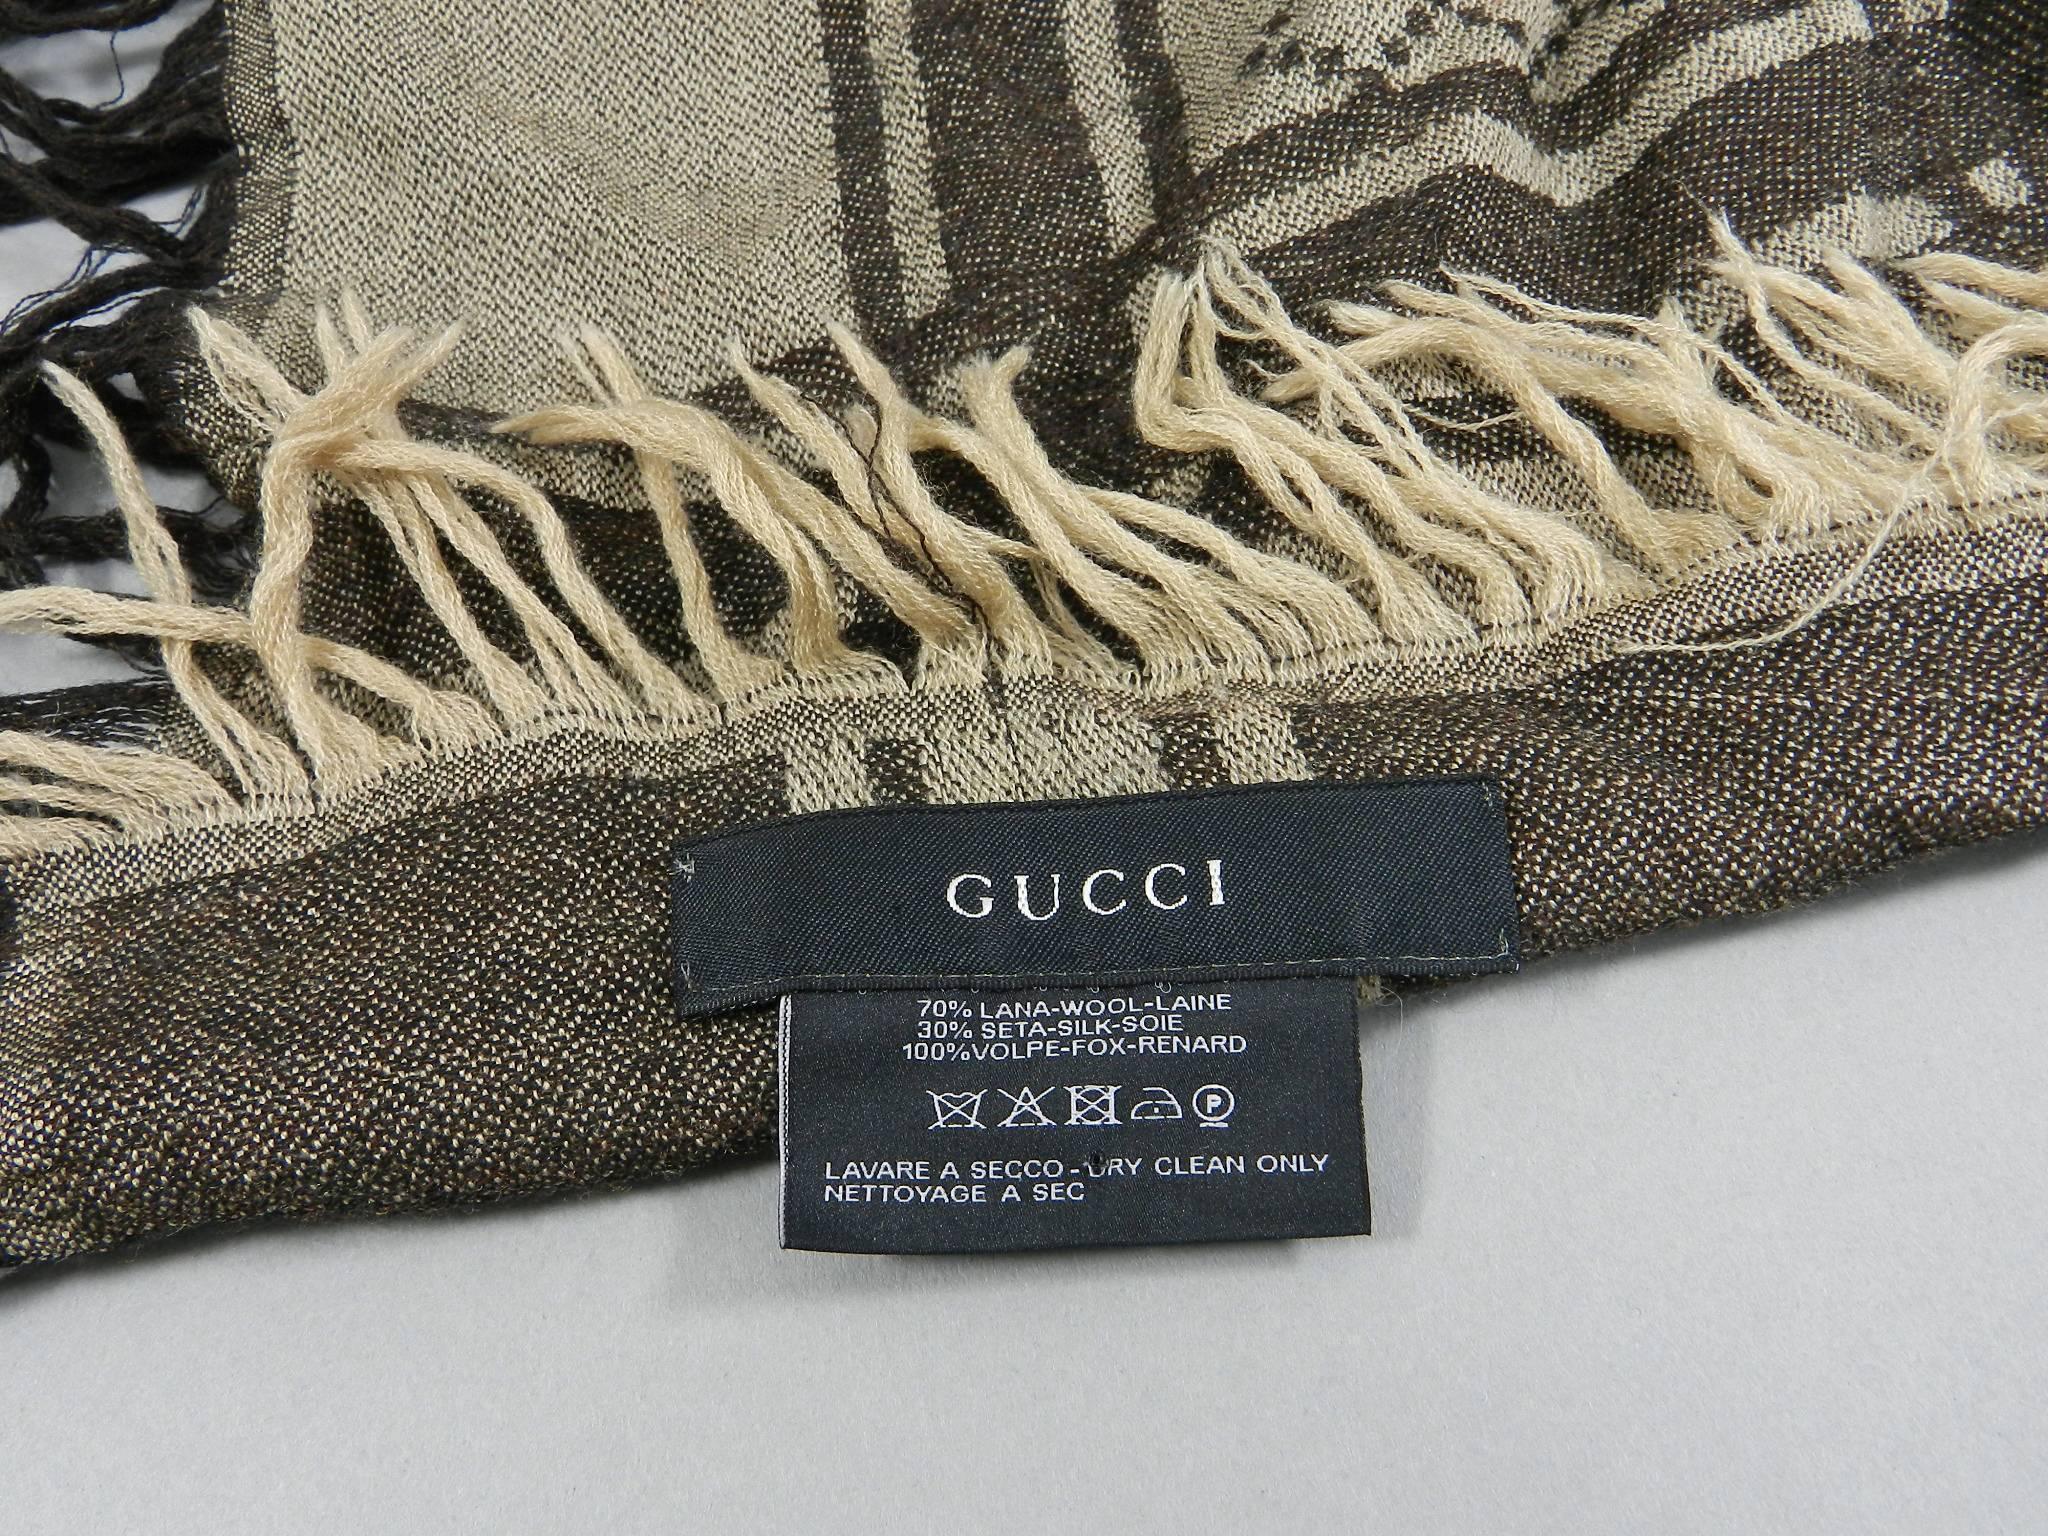 GUCCI
70% LANA-WOOL-LAINE
30% SETA-SILK-SOIE
100%VOLPE-FOX-RENARD
P
LAVARE A SECCO - DRY CLEAN ONLY
NETTOYAGE A SEC